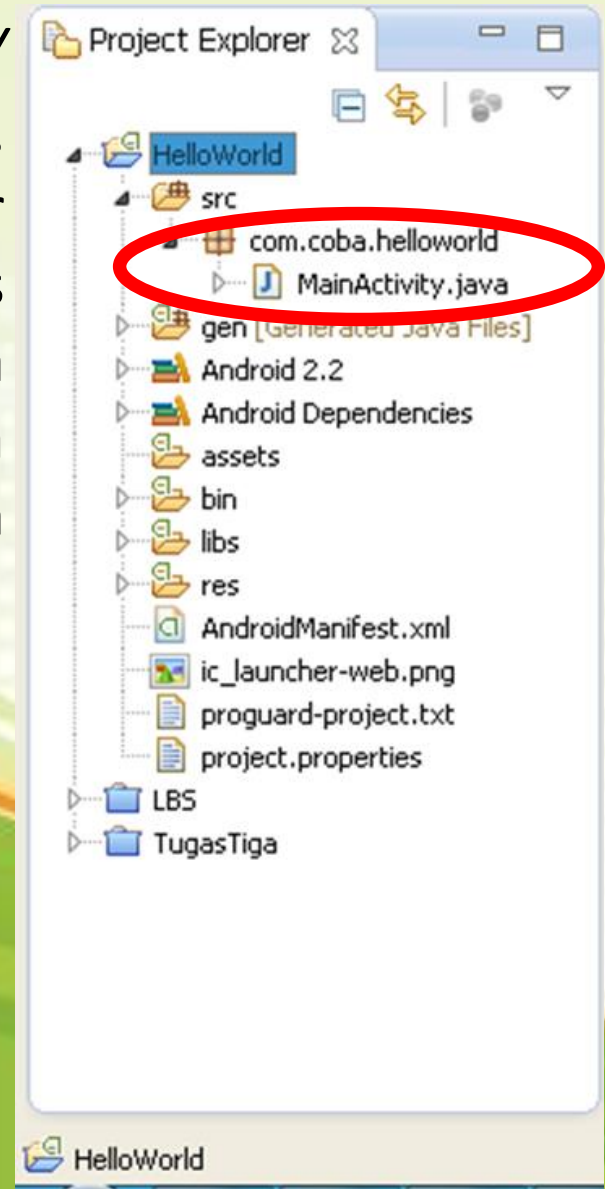 Project Explorer
HelloWorld
src
com.coba.helloworld
MainActivity.java
gen [Generated Java Files]
Android 2.2
Android Dependencies
assets
bin
libs
res
AndroidManifest.xml
ic_launcher-web.png
proguard-project.txt
project.properties
LBS
TugasTiga
HelloWorld